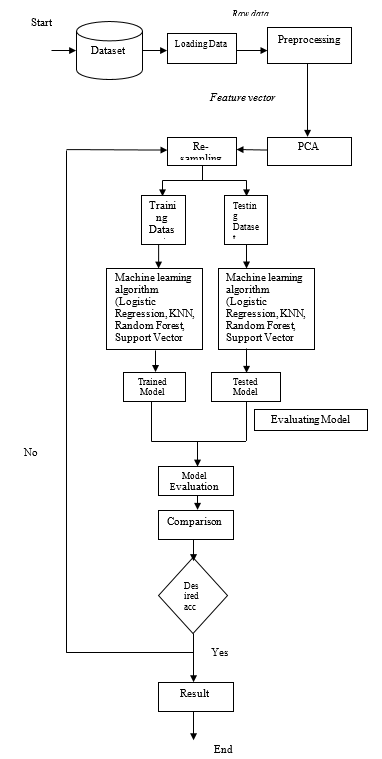 Raw data
Start
Dataset
Loading Data
Preprocessing
Feature vector
Re-
sampling
PCA
Traini
ng
Datas
Testin
g
Datase
t
Machine learning
algorithm
(Logistic
Regression, KNN,
Random Forest,
Support Vector
Machine learning
algorithm
(Logistic
Regression, KNN,
Random Forest,
Support Vector
Trained
Model
Tested
Model
Evaluating Model
No
Model
Evaluation
Comparison
Des
ired
acc
Yes
Result
End